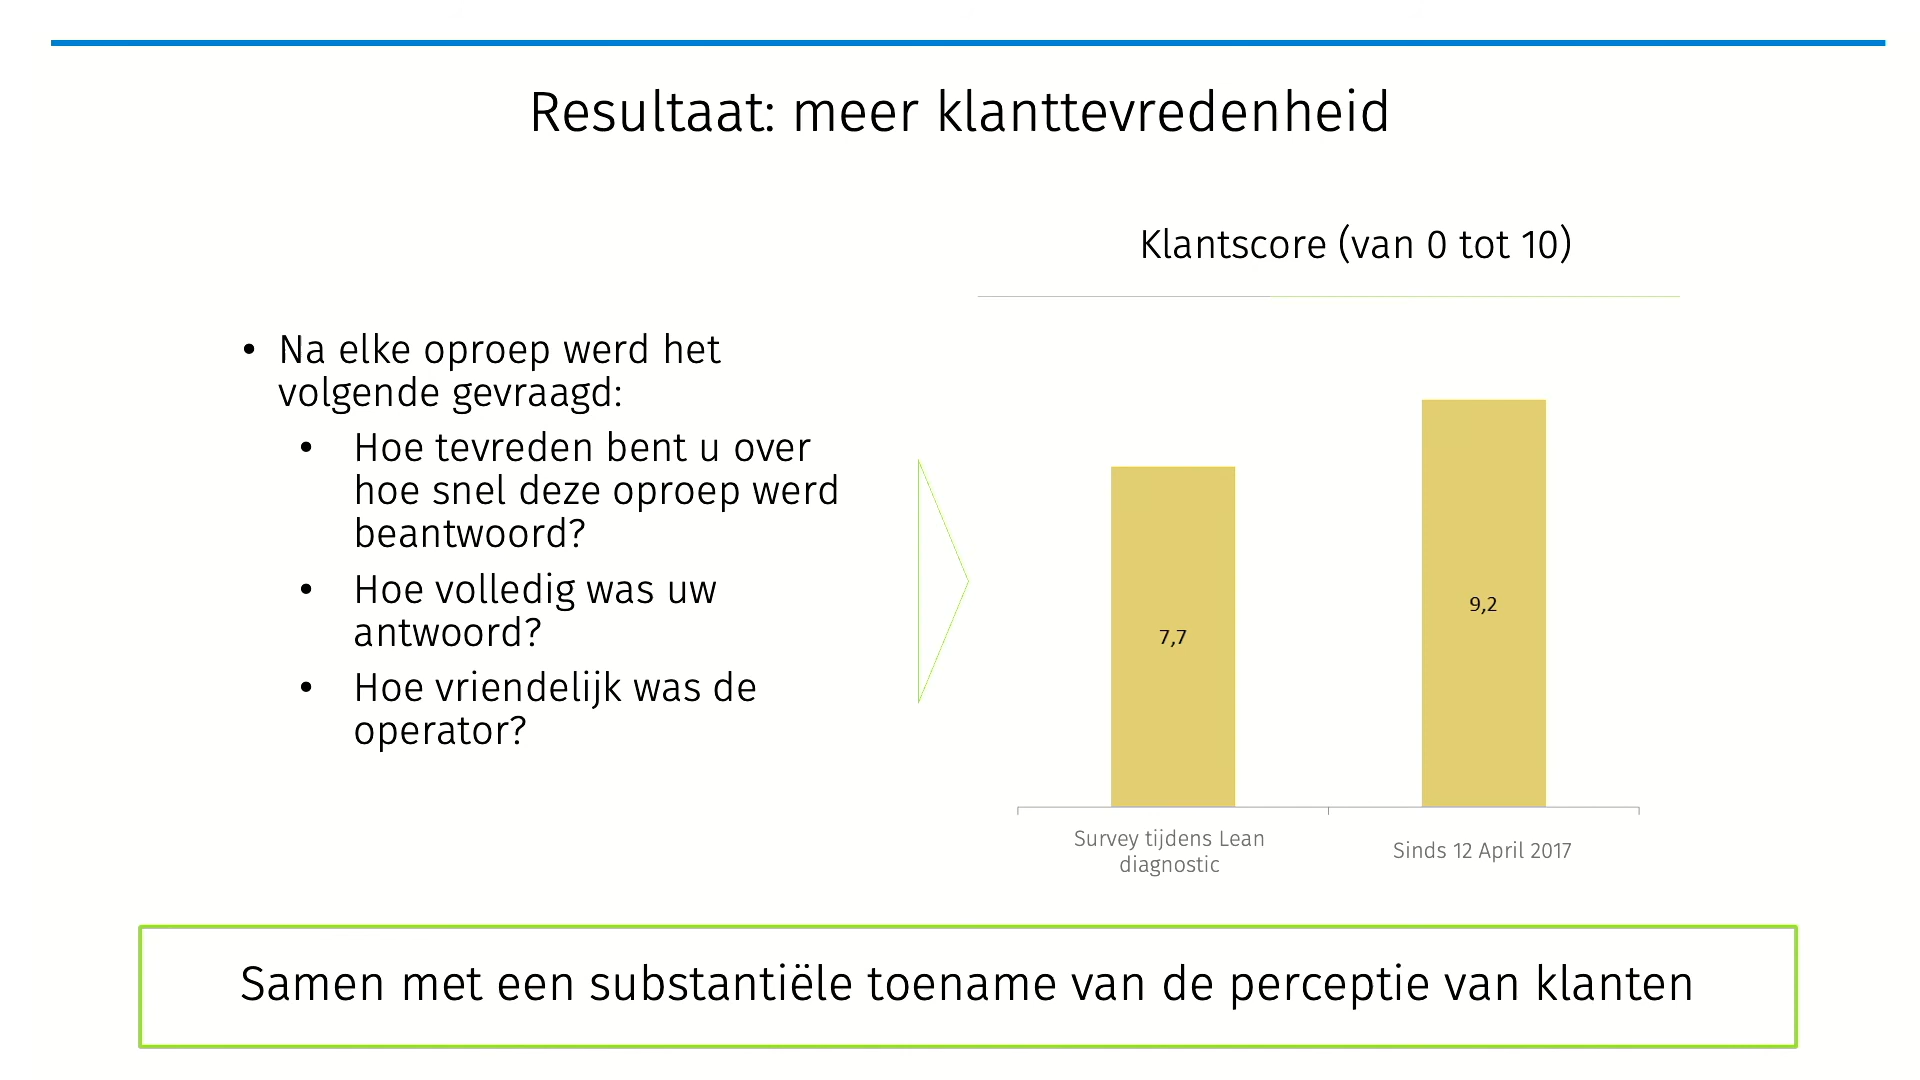 Resultaat: meer klanttevredenheid
Klantscore (van 0 tot 10)
• Na elke oproep werd het
volgende gevraagd:
• Hoe tevreden bent u over
hoe snel deze oproep werd
beantwoord?
• Hoe volledig was uw
antwoord?
• Hoe vriendelijk was de
operator?
7,7
9,2
Survey tijdens Lean
diagnostic
Sinds 12 April 2017
Samen met een substantiële toename van de perceptie van klanten